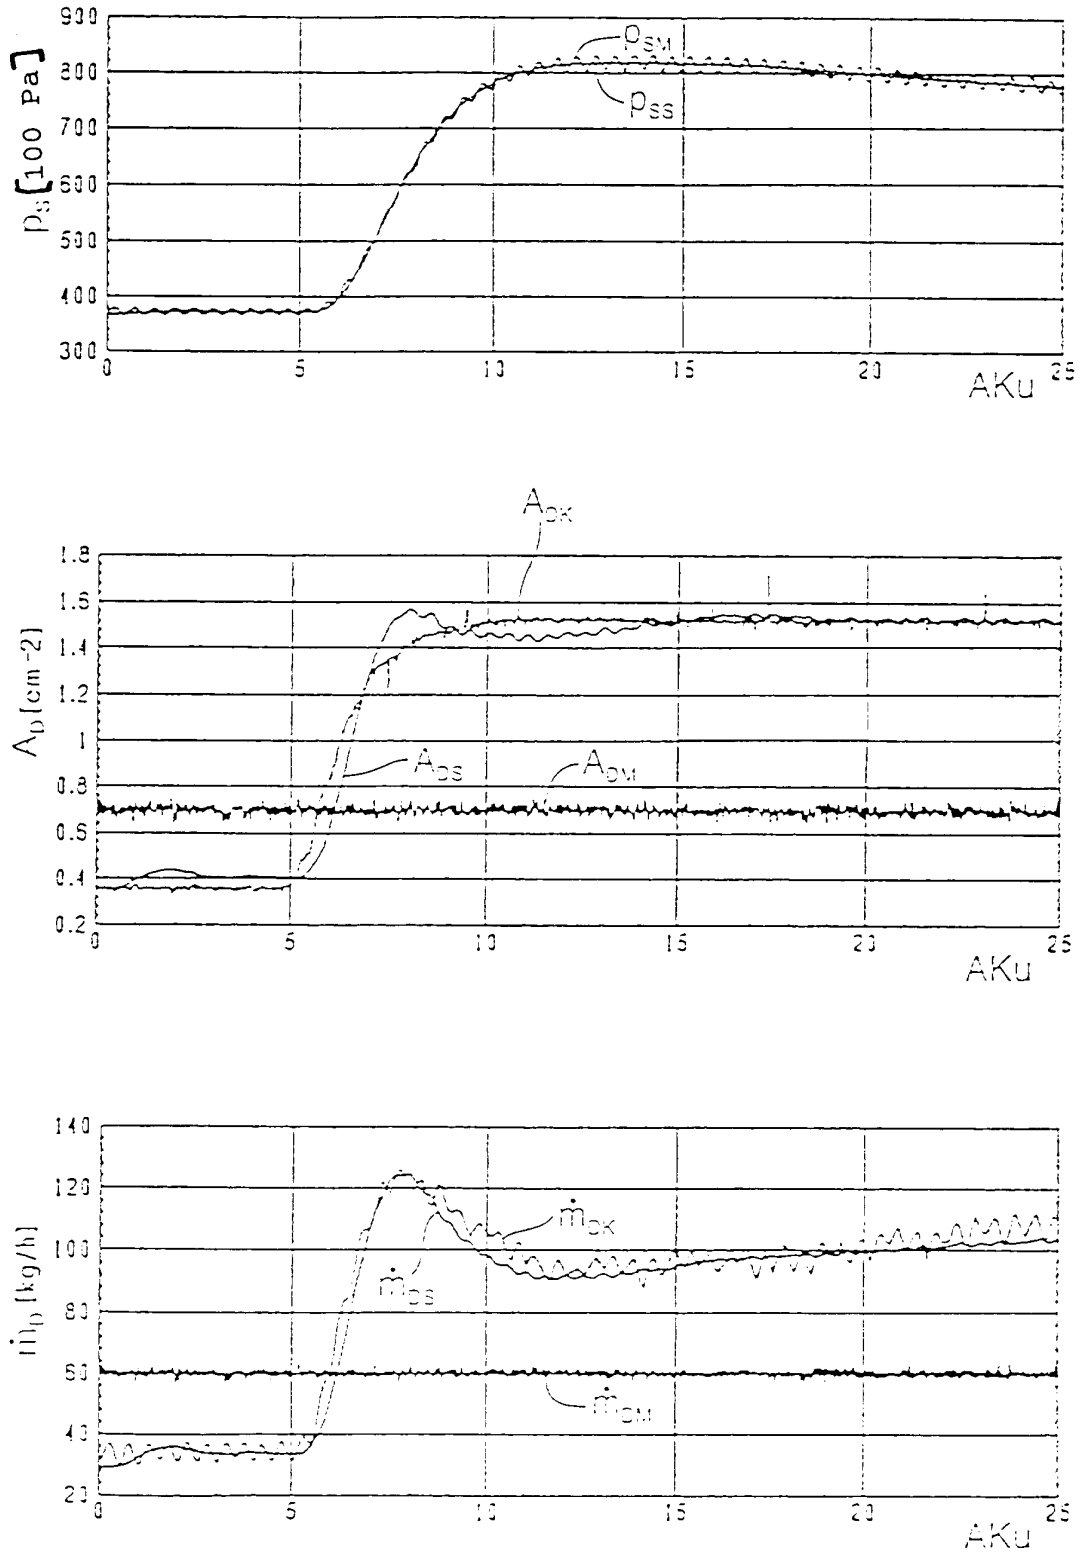 900
800
700
600
500
400
300
pS [100 Pa]
pSM
pSS
0 5 10 15 20 25
AKu
ADK
1.8
1.6
1.4
1.2
1
0.8
0.6
0.4
0.2
AD [cm-2]
ADS
ADM
0 5 10 15 20 25
AKu
140
120
100
80
60
40
20
ṁD [kg/h]
ṁDK
ṁDS
ṁDM
0 5 10 15 20 25
AKu